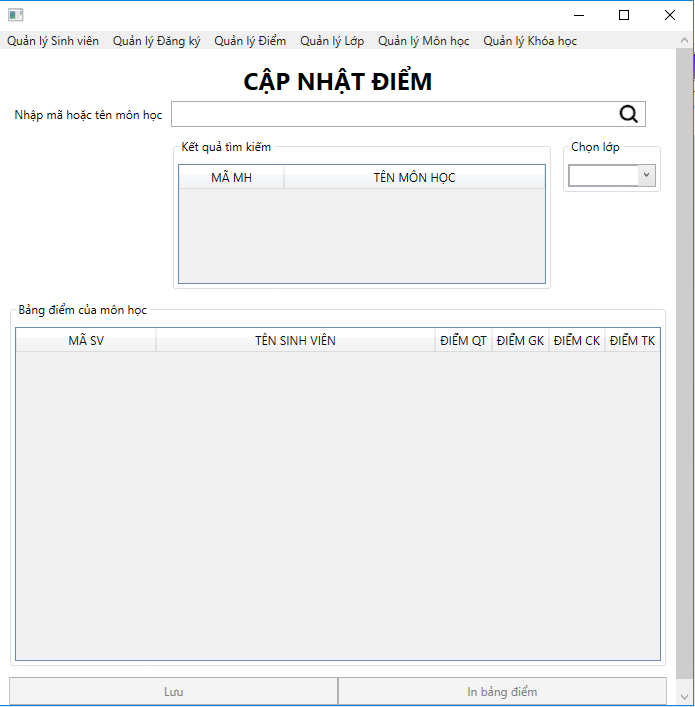 Quản lý Sinh viên Quản lý Đăng ký Quản lý Điểm Quản lý Lớp Quản lý Môn học Quản lý Khóa học
CẬP NHẬT ĐIỂM
Nhập mã hoặc tên môn học
Kết quả tìm kiếm Chọn lớp
MÃ MH TÊN MÔN HỌC
Bảng điểm của môn học
MÃ SV TÊN SINH VIÊN ĐIỂM QT ĐIỂM GK ĐIỂM CK ĐIỂM TK
Lưu In bảng điểm